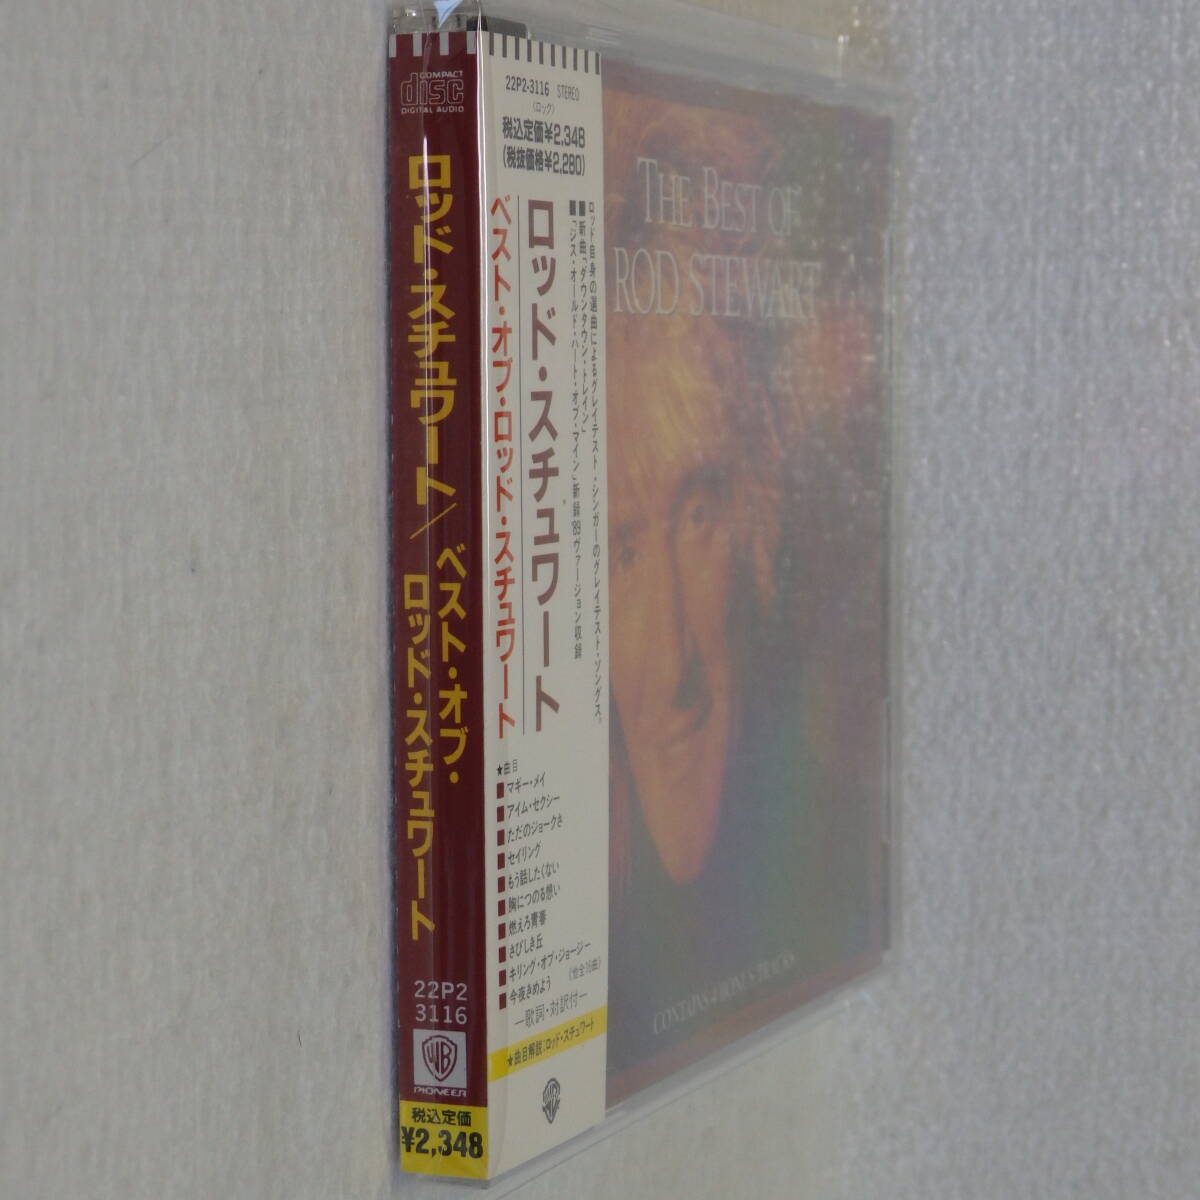 COMPACT
disc
DIGITAL AUDIO
ロッド・スチュワート/
ベスト・オブ・
ロッド・スチュワート
22P2
3116
WB
PIONEER
税込定価
¥2,348
22P2-3116 STEREO
(ロック)
税込定価¥2,348
(税抜価格¥2,280)
ロッド自身の選曲によるグレイテスト・シンガーのグレイテスト・ソングス。
■新曲「ダウンタウン・トレイン」
■「ジス・オールド・ハート・オブ・マイン」新録'89ヴァージョン収録
ロッド・スチュワート
ベスト・オブ・ロッド・スチュワート
★曲目
■マギー・メイ
■アイム・セクシー
■ただのジョークさ
■セイリング
■もう話したくない
■胸につのる想い
■燃えろ青春
■さびしき丘
■キリング・オブ・ジョージー
■今夜きめよう
(他全16曲)
―歌詞・対訳付―
★曲目解説:ロッド・スチュワート
THE BEST OF
ROD STEWART
CONTAINS 4 BONUS TRACKS